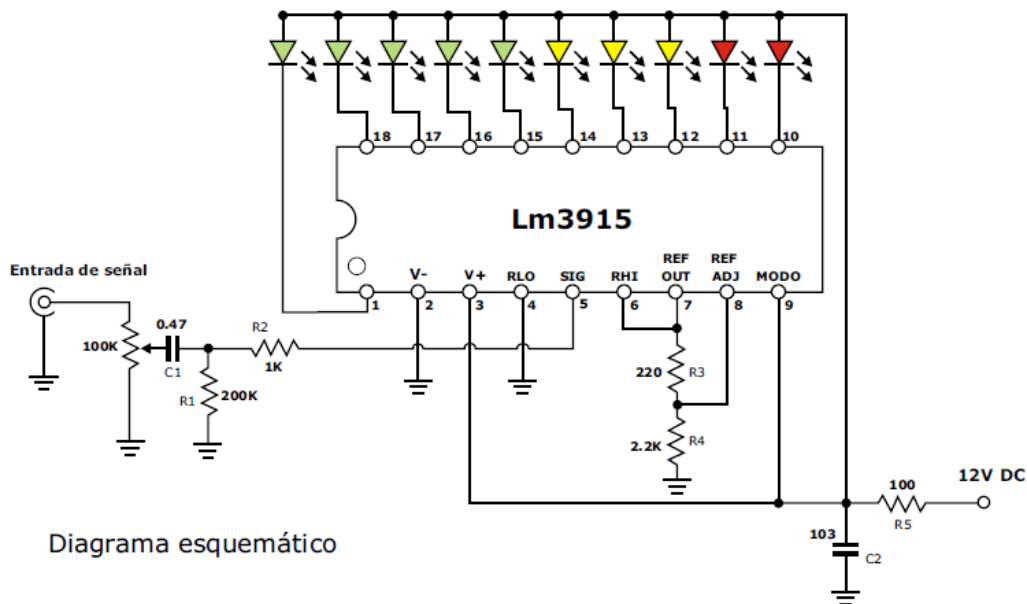 18 17 16 15 14 13 12 11 10
Lm3915
V- V+ RLO SIG RHI REF OUT REF ADJ MODO
1 2 3 4 5 6 7 8 9
Entrada de señal
100K
0.47
C1
R2
1K
R1
200K
220
R3
2.2K
R4
12V DC
100
R5
103
C2
Diagrama esquemático